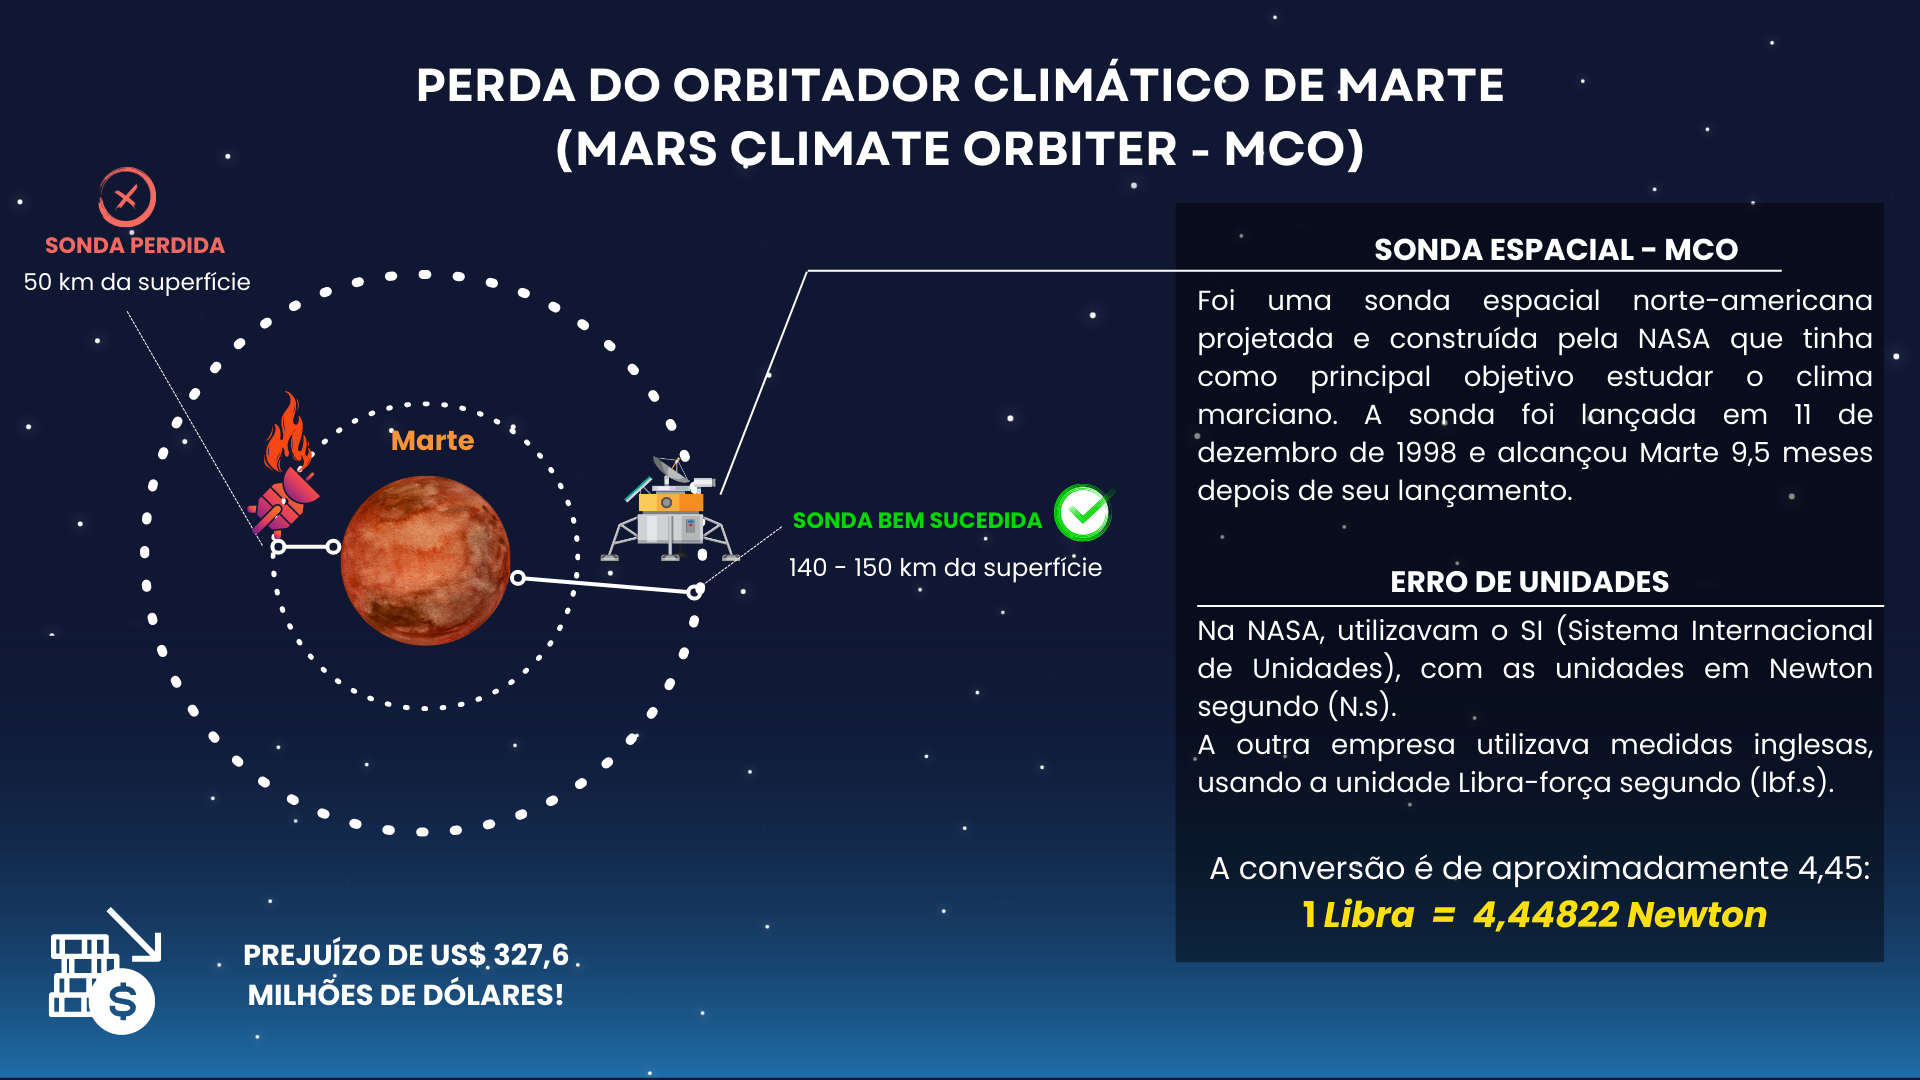 PERDA DO ORBITADOR CLIMÁTICO DE MARTE
(MARS CLIMATE ORBITER - MCO)
SONDA PERDIDA
50 km da superfície
Marte
SONDA BEM SUCEDIDA
140 - 150 km da superfície
SONDA ESPACIAL - MCO
Foi uma sonda espacial norte-americana
projetada e construída pela NASA que tinha
como principal objetivo estudar o clima
marciano. A sonda foi lançada em 11 de
dezembro de 1998 e alcançou Marte 9,5 meses
depois de seu lançamento.
ERRO DE UNIDADES
Na NASA, utilizavam o SI (Sistema Internacional
de Unidades), com as unidades em Newton
segundo (N.s).
A outra empresa utilizava medidas inglesas,
usando a unidade Libra-força segundo (lbf.s).
A conversão é de aproximadamente 4,45:
1 Libra = 4,44822 Newton
$
PREJUÍZO DE US$ 327,6
MILHÕES DE DÓLARES!